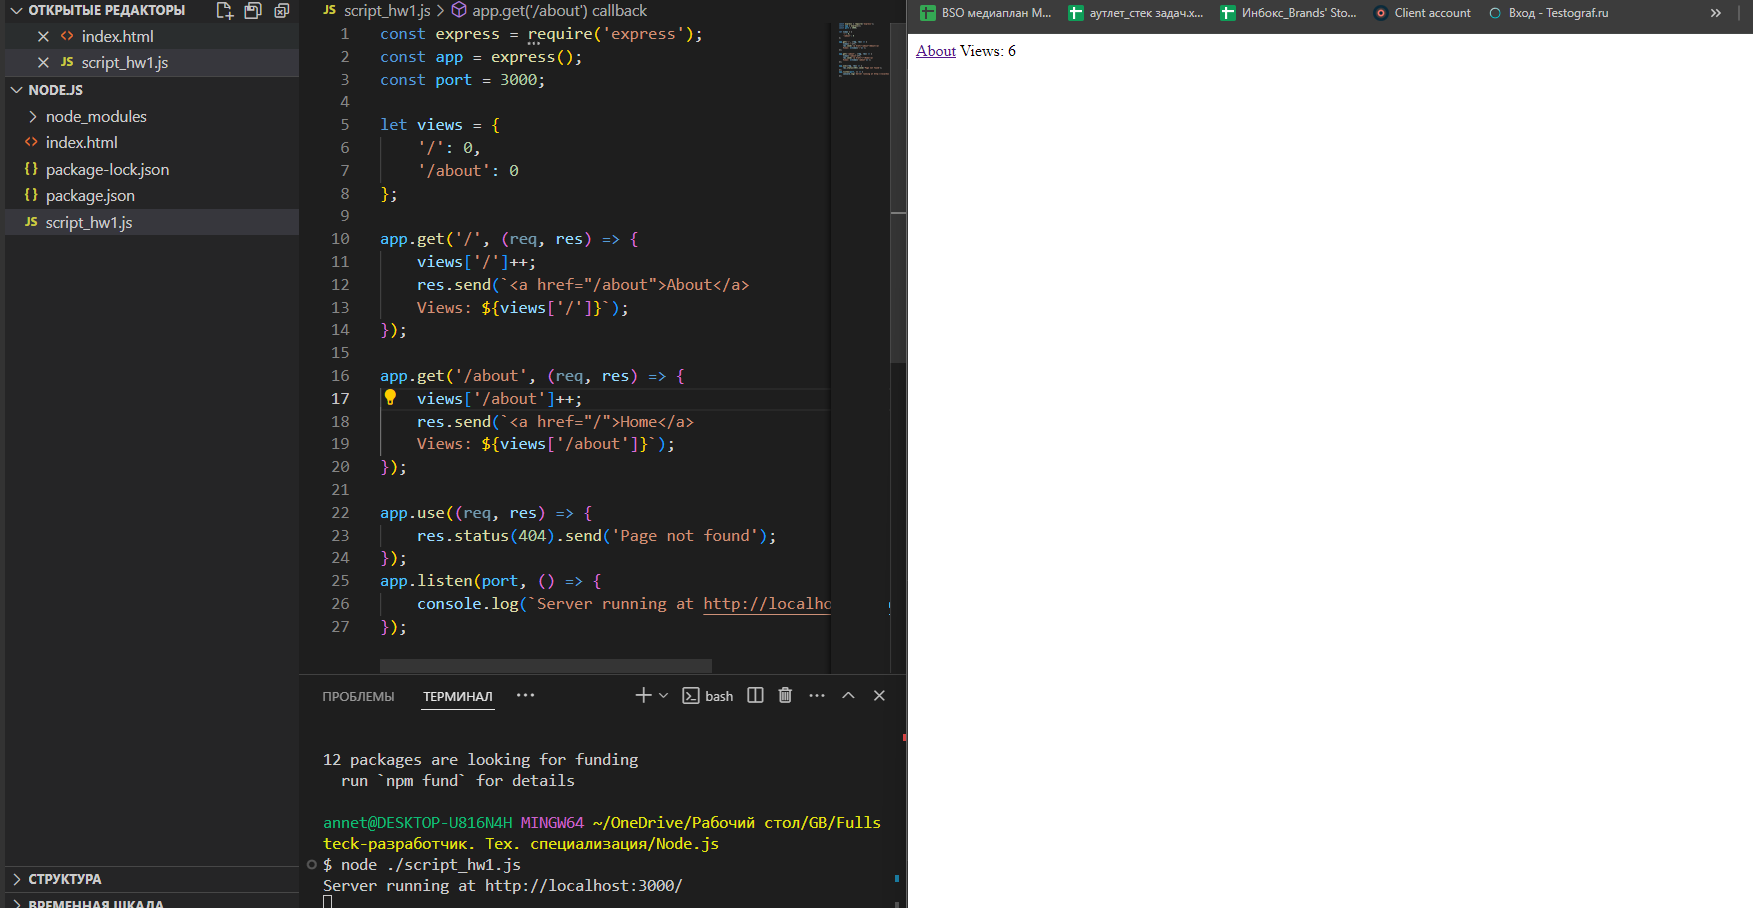 ОТКРЫТЫЕ РЕДАКТОРЫ
index.html
JS script_hw1.js
NODE.JS
node_modules
index.html
package-lock.json
package.json
JS script_hw1.js
СТРУКТУРА
ВРЕМЕННАЯ ШКАЛА
JS script_hw1.js > app.get('/about') callback
1 const express = require('express');
2 const app = express();
3 const port = 3000;
4
5 let views = {
6 '/': 0,
7 '/about': 0
8 };
9
10 app.get('/', (req, res) => {
11 views['/']++;
12 res.send(`<a href="/about">About</a>
13 Views: ${views['/']}`);
14 });
15
16 app.get('/about', (req, res) => {
17 views['/about']++;
18 res.send(`<a href="/">Home</a>
19 Views: ${views['/about']}`);
20 });
21
22 app.use((req, res) => {
23 res.status(404).send('Page not found');
24 });
25 app.listen(port, () => {
26 console.log(`Server running at http://localho
27 });
ПРОБЛЕМЫ ТЕРМИНАЛ ··· bash
12 packages are looking for funding
run `npm fund` for details
annet@DESKTOP-U816N4H MINGW64 ~/OneDrive/Рабочий стол/GB/Fulls
teck-разработчик. Тех. специализация/Node.js
$ node ./script_hw1.js
Server running at http://localhost:3000/
BSO медиаплан М... аутлет_стек задач.x... Инбокс_Brands' Sto... Client account Вход - Testograf.ru »
About Views: 6